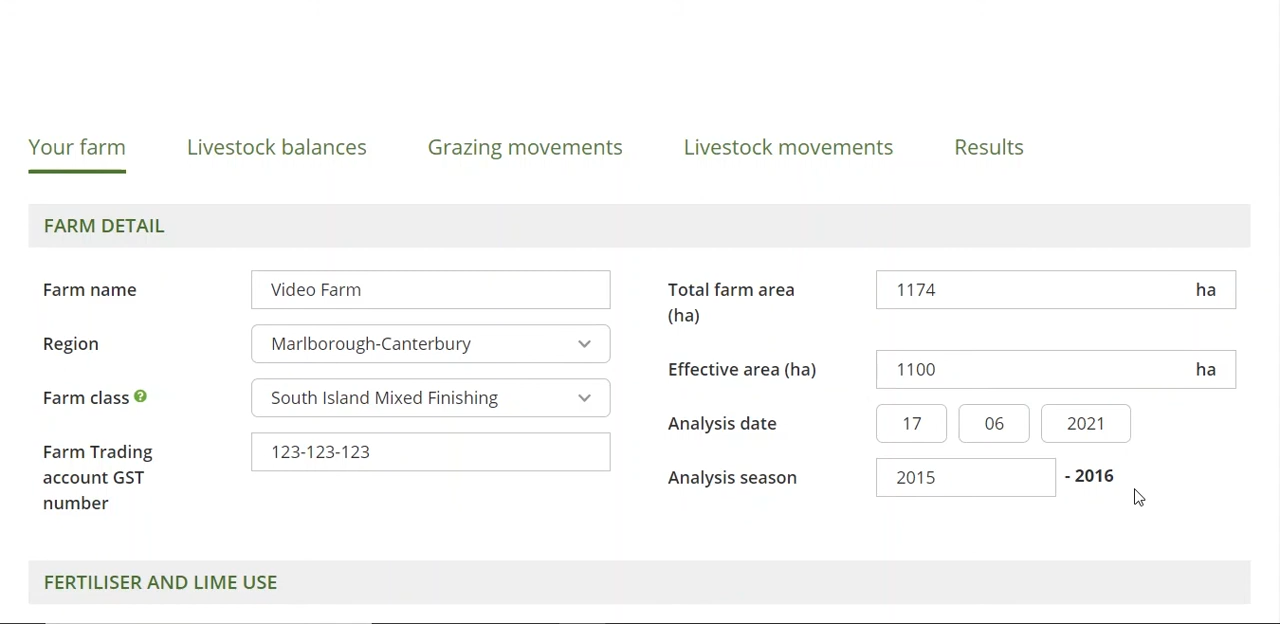 Your farm
Livestock balances
Grazing movements
Livestock movements
Results
FARM DETAIL
Farm name
Video Farm
Region
Marlborough-Canterbury
Farm class ?
South Island Mixed Finishing
Farm Trading
account GST
number
123-123-123
Total farm area
(ha)
1174 ha
Effective area (ha)
1100 ha
Analysis date
17 06 2021
Analysis season
2015 - 2016
FERTILISER AND LIME USE